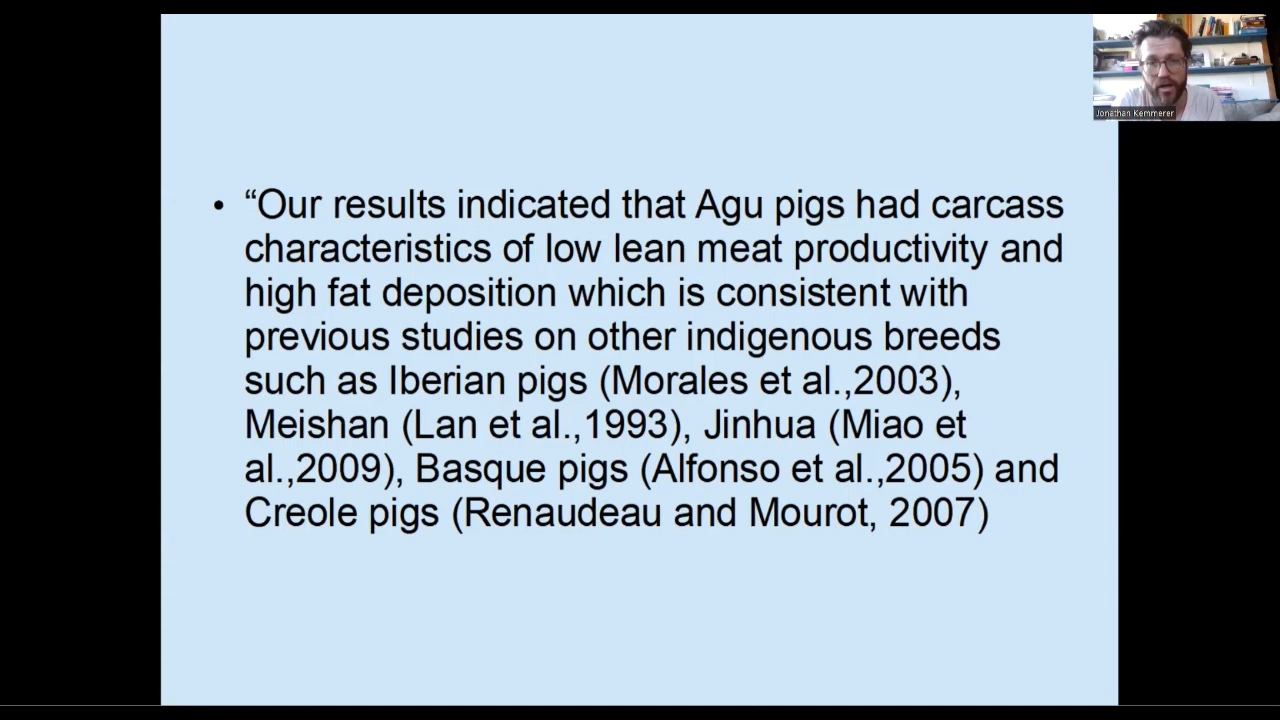 Jonathan Kemmerer
• “Our results indicated that Agu pigs had carcass
characteristics of low lean meat productivity and
high fat deposition which is consistent with
previous studies on other indigenous breeds
such as Iberian pigs (Morales et al.,2003),
Meishan (Lan et al.,1993), Jinhua (Miao et
al.,2009), Basque pigs (Alfonso et al.,2005) and
Creole pigs (Renaudeau and Mourot, 2007)